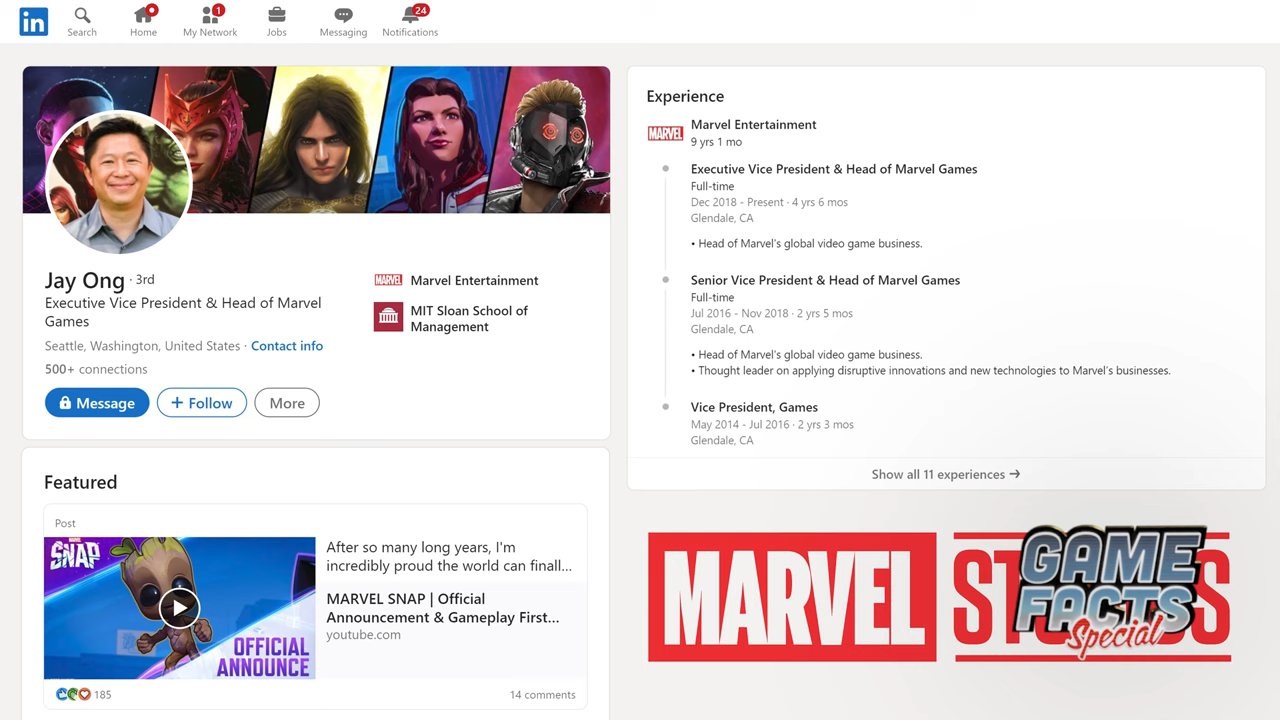 in
Search
Home
1
My Network
Jobs
Messaging
24
Notifications
Jay Ong · 3rd
Executive Vice President & Head of Marvel
Games
Seattle, Washington, United States · Contact info
500+ connections
Message
+ Follow
More
MARVEL
Marvel Entertainment
MIT Sloan School of
Management
Featured
Post
MARVEL
SNAP
OFFICIAL
ANNOUNCE
After so many long years, I'm
incredibly proud the world can finall...
MARVEL SNAP | Official
Announcement & Gameplay First...
youtube.com
185
14 comments
Experience
MARVEL
Marvel Entertainment
9 yrs 1 mo
Executive Vice President & Head of Marvel Games
Full-time
Dec 2018 - Present · 4 yrs 6 mos
Glendale, CA
• Head of Marvel's global video game business.
Senior Vice President & Head of Marvel Games
Full-time
Jul 2016 - Nov 2018 · 2 yrs 5 mos
Glendale, CA
• Head of Marvel's global video game business.
• Thought leader on applying disruptive innovations and new technologies to Marvel's businesses.
Vice President, Games
May 2014 - Jul 2016 · 2 yrs 3 mos
Glendale, CA
Show all 11 experiences →
MARVEL
GAME
FACTS
Special